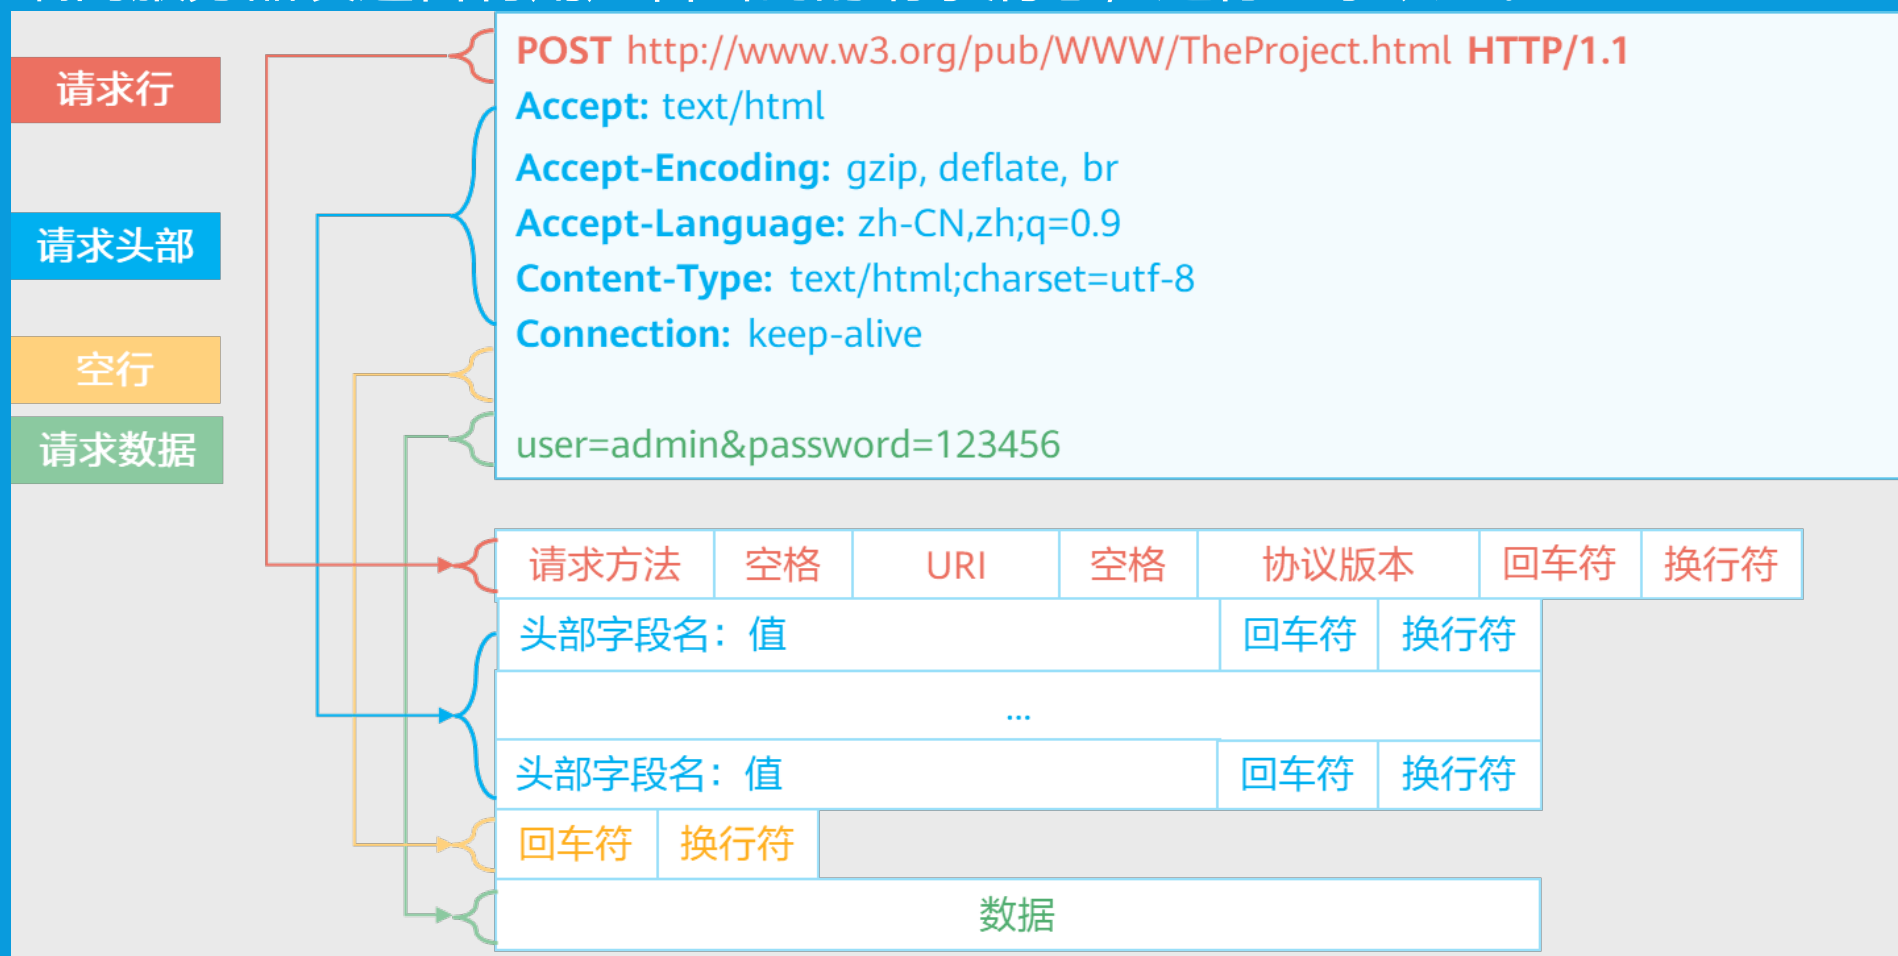 POST http://www.w3.org/pub/WWW/TheProject.html HTTP/1.1
请求行
Accept: text/html
Accept-Encoding: gzip, deflate, br
请求头部
Accept-Language: zh-CN,zh;q=0.9
Content-Type: text/html;charset=utf-8
Connection: keep-alive
空行
请求数据
user=admin&password=123456
请求方法 空格 URI 空格 协议版本 回车符 换行符
头部字段名：值 回车符 换行符
...
头部字段名：值 回车符 换行符
回车符 换行符
数据